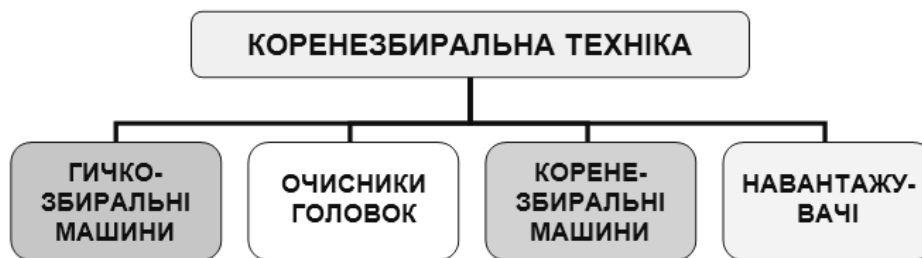 КОРЕНЕЗБИРАЛЬНА ТЕХНІКА
ГИЧКО-
ЗБИРАЛЬНІ
МАШИНИ
ОЧИСНИКИ
ГОЛОВОК
КОРЕНЕ-
ЗБИРАЛЬНІ
МАШИНИ
НАВАНТАЖУ-
ВАЧІ